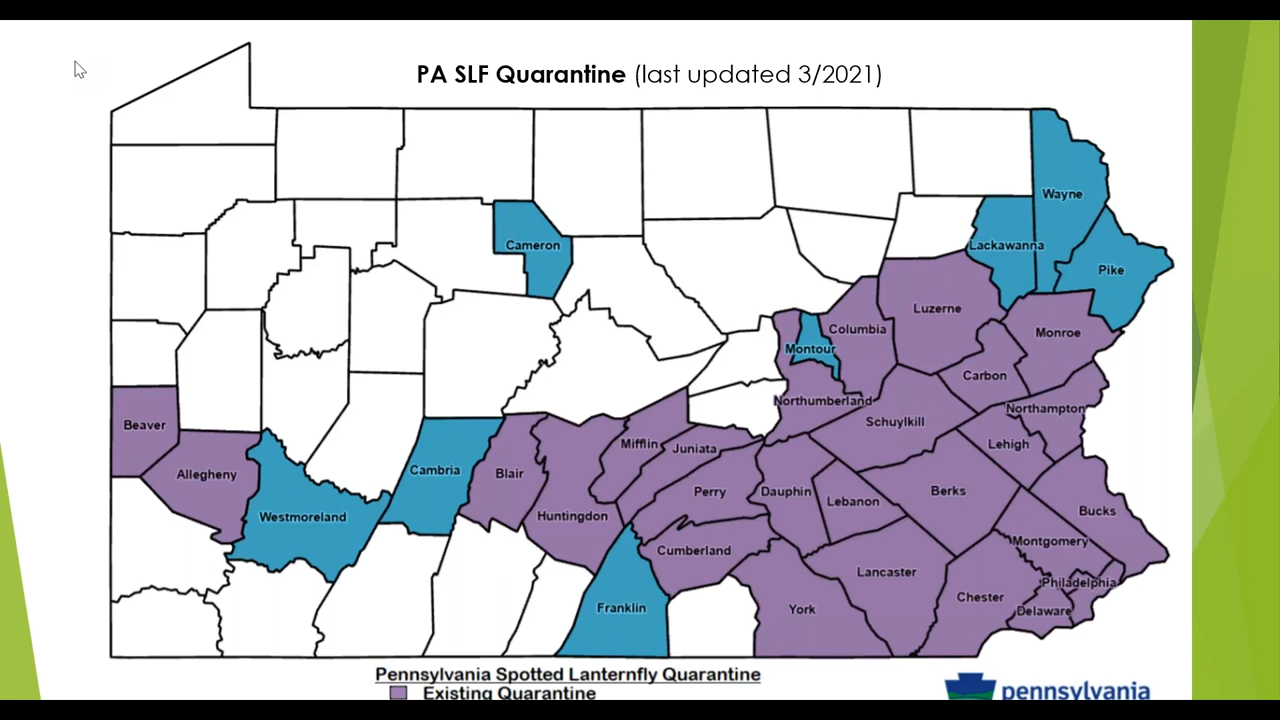 PA SLF Quarantine (last updated 3/2021)
Wayne
Cameron
Lackawanna
Pike
Luzerne
Columbia
Monroe
Montour
Carbon
Northumberland
Northampton
Beaver
Schuylkill
Mifflin
Juniata
Lehigh
Cambria
Blair
Allegheny
Perry
Dauphin
Lebanon
Berks
Westmoreland
Huntingdon
Bucks
Montgomery
Cumberland
Lancaster
Philadelphia
Chester
Franklin
York
Delaware
Pennsylvania Spotted Lanternfly Quarantine
Existing Quarantine
pennsylvania